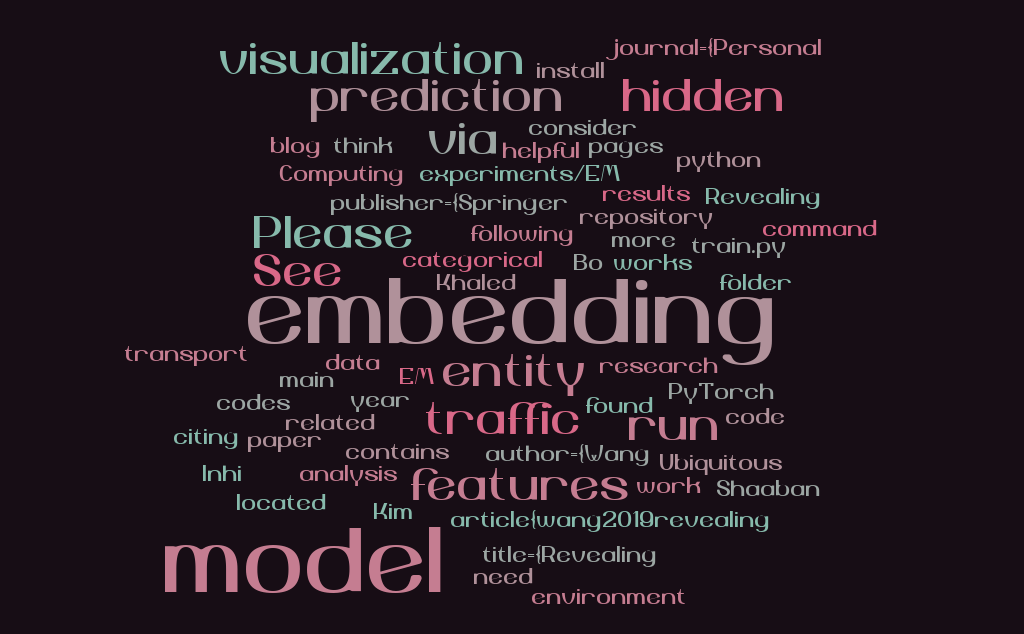 journal={Personal
visualization install
prediction hidden
via consider
blog think helpful pages
python
Computing experiments/EM
results Revealing
publisher={Springer
repository
Please following more command
train.py
See categorical Bo works
Khaled folder
embedding
transport
data EM entity research
main
codes year PyTorch
related traffic found code
citing paper run
contains author={Wang
Inhi analysis Ubiquitous
features work Shaaban
located Kim
article{wang2019revealing
model title={Revealing
need
environment